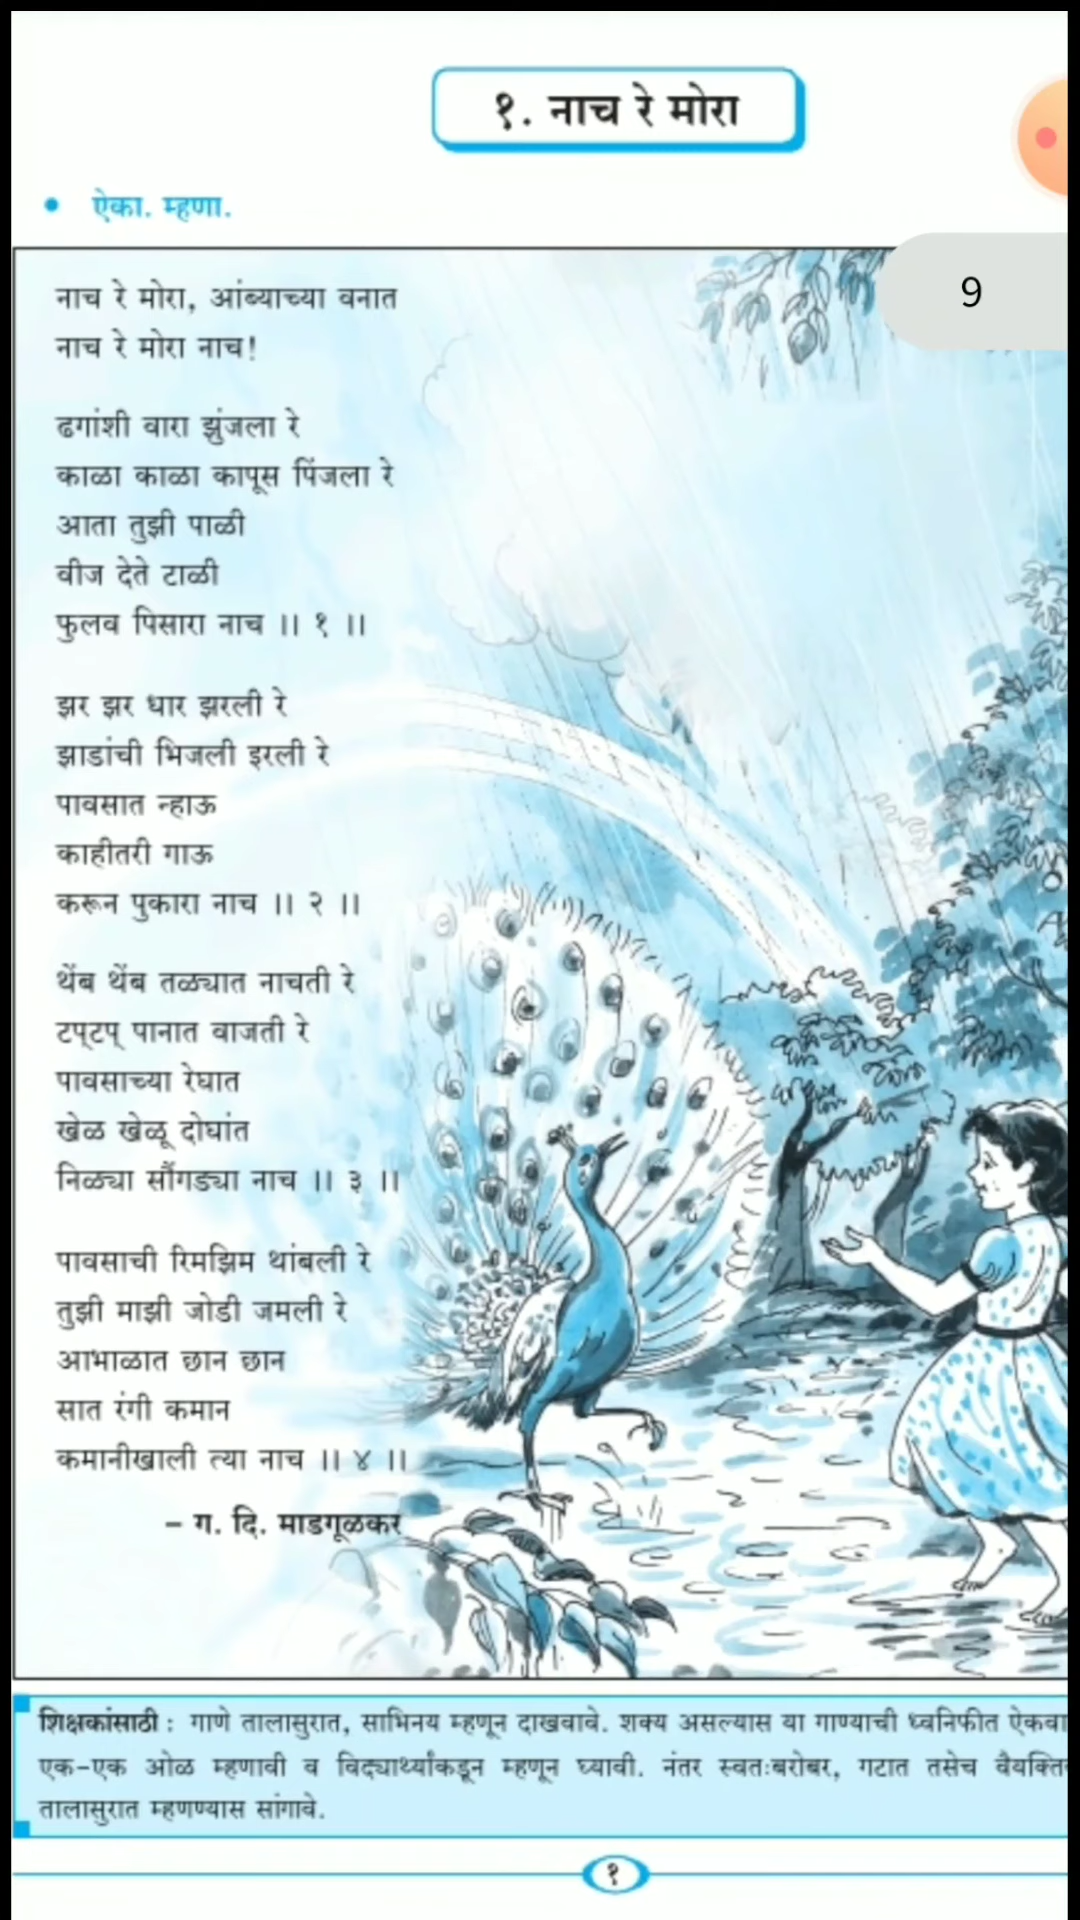 १. नाच रे मोरा
• ऐका. म्हणा.
9
नाच रे मोरा, आंब्याच्या वनात
नाच रे मोरा नाच!
ढगांशी वारा झुंजला रे
काळा काळा कापूस पिंजला रे
आता तुझी पाळी
वीज देते टाळी
फुलव पिसारा नाच ।। १ ।।
झर झर धार झरली रे
झाडांची भिजली इरली रे
पावसात न्हाऊ
काहीतरी गाऊ
करून पुकारा नाच ।। २ ।।
थेंब थेंब तळ्यात नाचती रे
टप्‌टप्‌ पानात वाजती रे
पावसाच्या रेघात
खेळ खेळू दोघांत
निळ्या सौंगड्या नाच ।। ३ ।।
पावसाची रिमझिम थांबली रे
तुझी माझी जोडी जमली रे
आभाळात छान छान
सात रंगी कमान
कमानीखाली त्या नाच ।। ४ ।।
– ग. दि. माडगूळकर
शिक्षकांसाठी : गाणे तालासुरात, साभिनय म्हणून दाखवावे. शक्य असल्यास या गाण्याची ध्वनिफीत
एक-एक ओळ म्हणावी व विद्यार्थ्यांकडून म्हणून घ्यावी. नंतर स्वतःबरोबर, गटात तसेच
तालासुरात म्हणण्यास सांगावे.
१